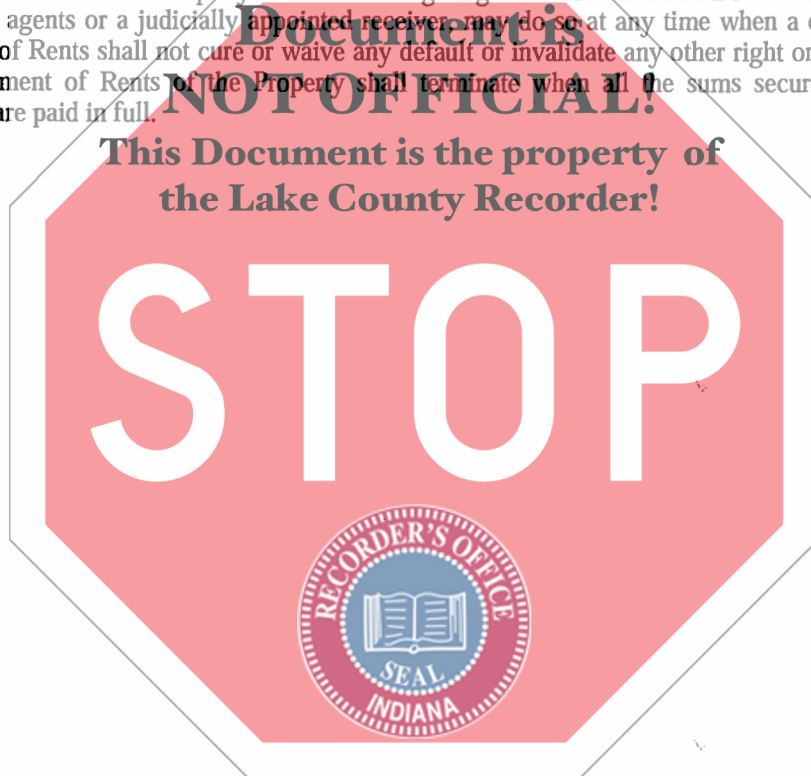 agents or a judicially appointed receiver, may do so at any time when a
Document is
of Rents shall not cure or waive any default or invalidate any other right or
ment of Rents of the Property shall terminate when all the sums secur
NOT OFFICIAL!
are paid in full.
This Document is the property of
the Lake County Recorder!
STOP
RECORDER'S OFFICE
SEAL
INDIANA